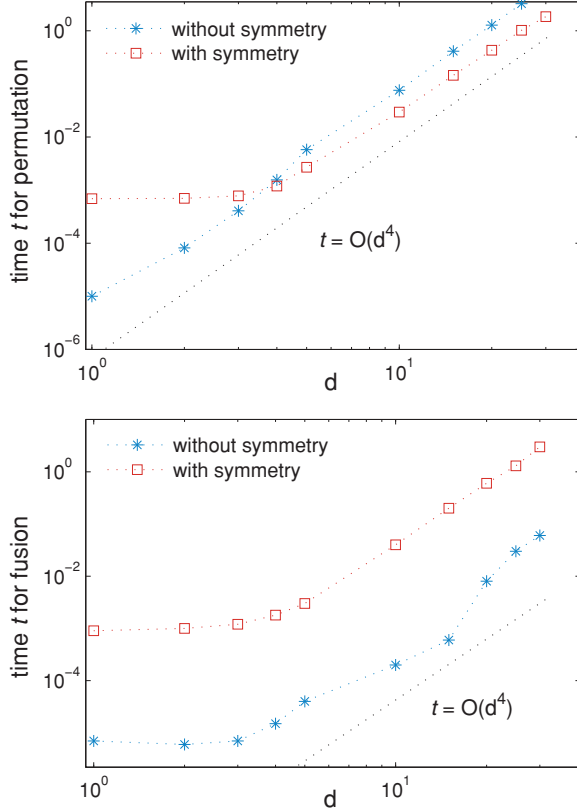 10^0
10^-2
10^-4
10^-6
time t for permutation
without symmetry
with symmetry
t = O(d^4)
10^0
10^1
d
10^0
10^-2
10^-4
time t for fusion
without symmetry
with symmetry
t = O(d^4)
10^0
10^1
d